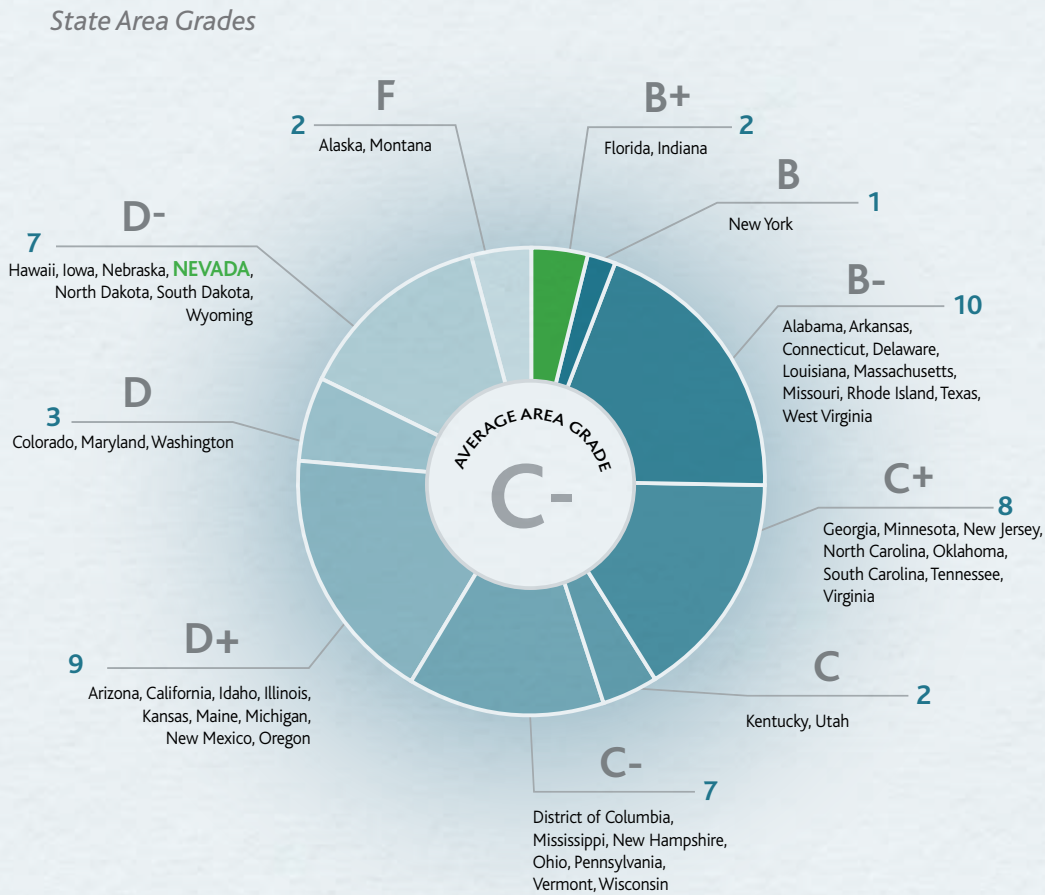 State Area Grades
F
2
Alaska, Montana
B+
2
Florida, Indiana
B
1
New York
B-
10
Alabama, Arkansas,
Connecticut, Delaware,
Louisiana, Massachusetts,
Missouri, Rhode Island, Texas,
West Virginia
C+
8
Georgia, Minnesota, New Jersey,
North Carolina, Oklahoma,
South Carolina, Tennessee,
Virginia
C
2
Kentucky, Utah
C-
7
District of Columbia,
Mississippi, New Hampshire,
Ohio, Pennsylvania,
Vermont, Wisconsin
D+
9
Arizona, California, Idaho, Illinois,
Kansas, Maine, Michigan,
New Mexico, Oregon
D
3
Colorado, Maryland, Washington
D-
7
Hawaii, Iowa, Nebraska, NEVADA,
North Dakota, South Dakota,
Wyoming
AVERAGE AREA GRADE
C-